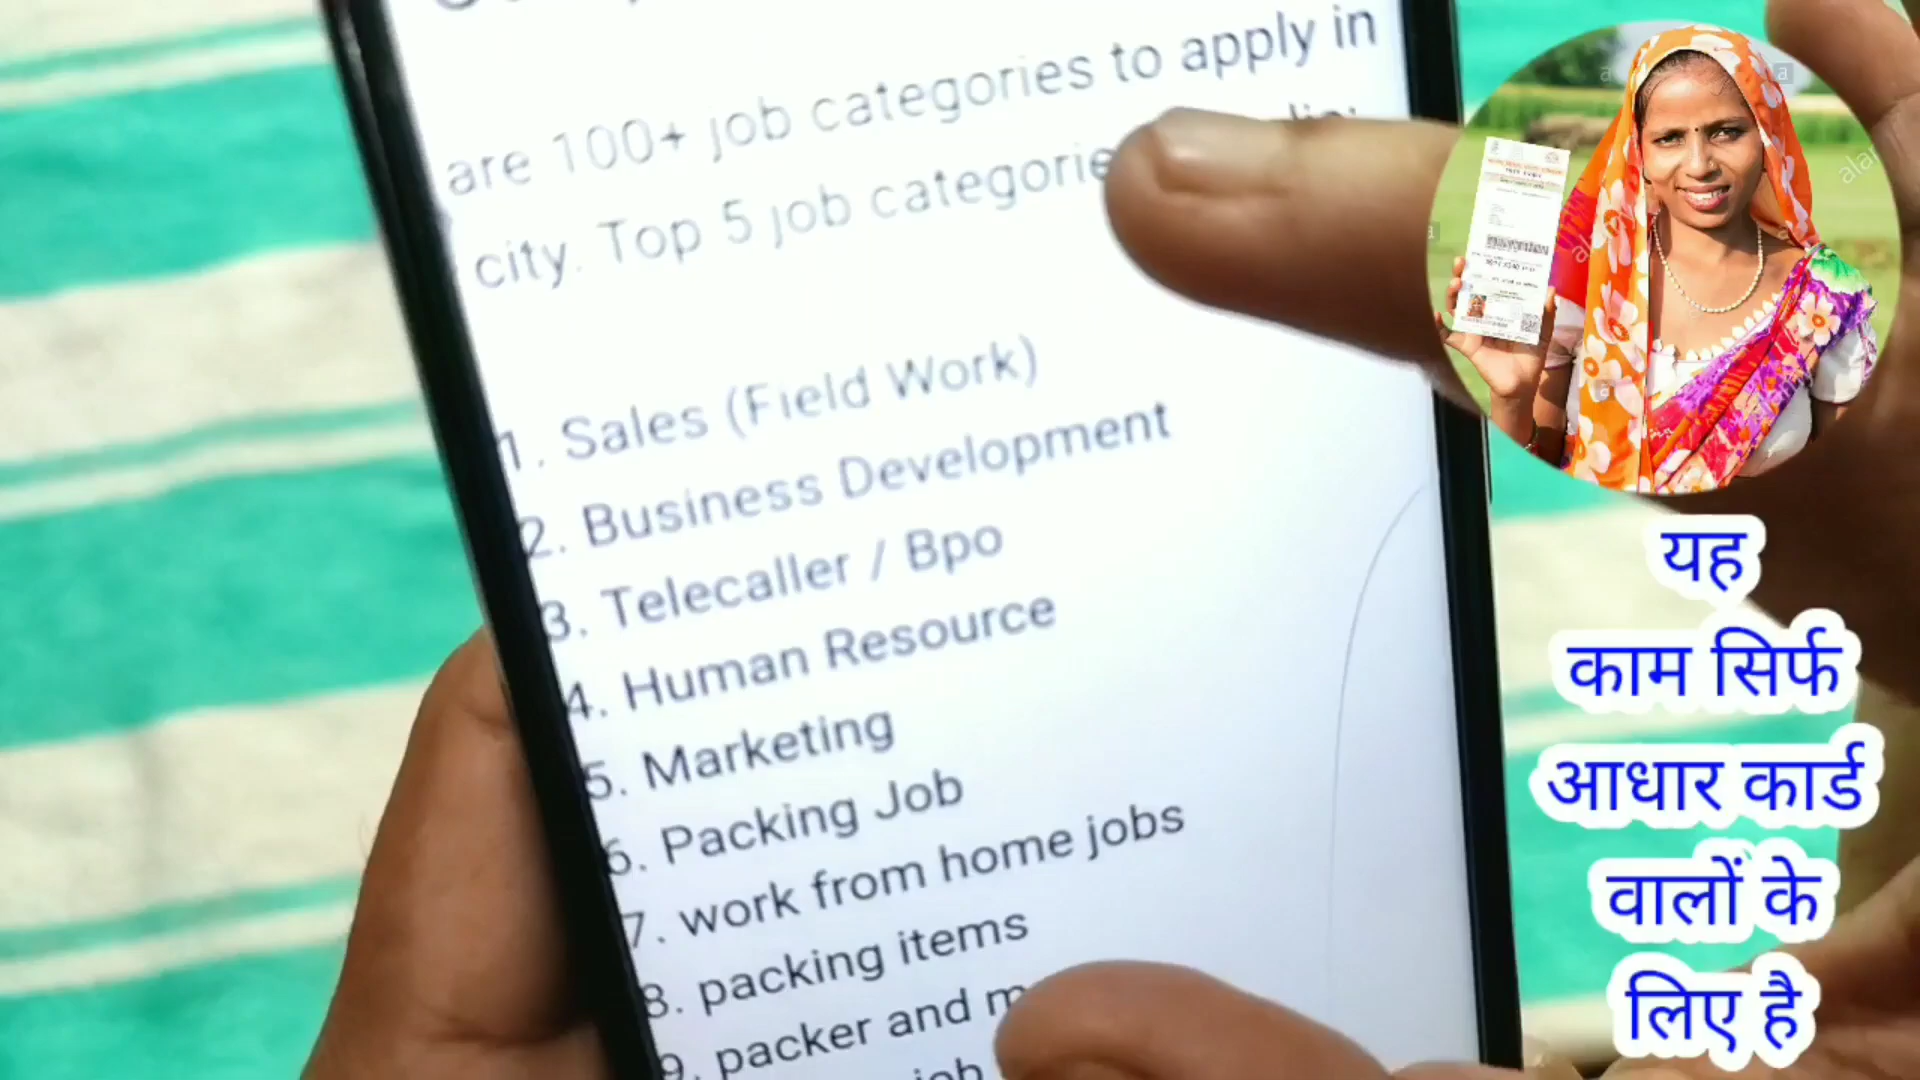 are 100+ job categories to apply in
city. Top 5 job categorie
1. Sales (Field Work)
2. Business Development
3. Telecaller / Bpo
4. Human Resource
5. Marketing
6. Packing Job
7. work from home jobs
8. packing items
9. packer and m
job
यह
काम सिर्फ
आधार कार्ड
वालों के
लिए है